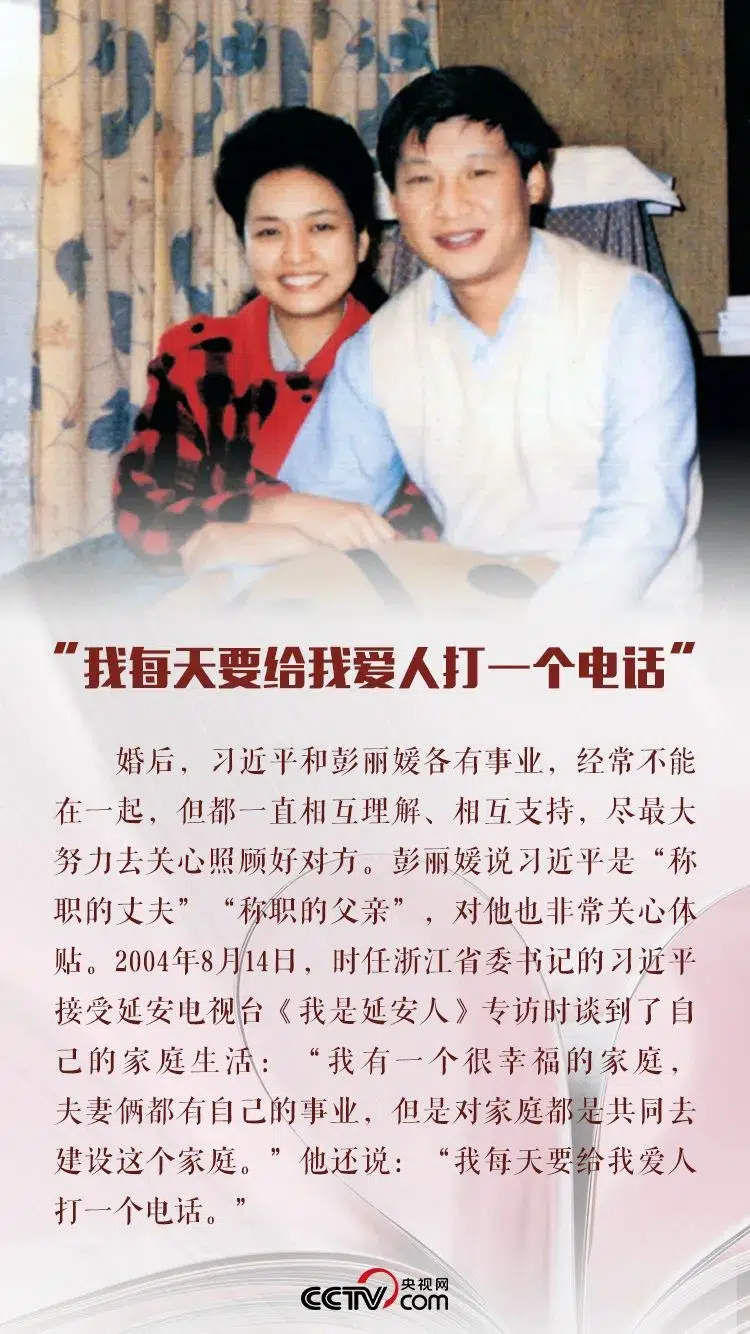 “我每天要给我爱人打一个电话”
婚后，习近平和彭丽媛各有事业，经常不能
在一起，但都一直相互理解、相互支持，尽最大
努力去关心照顾好对方。彭丽媛说习近平是“称
职的丈夫”“称职的父亲”，对他也非常关心体
贴。2004年8月14日，时任浙江省委书记的习近平
接受延安电视台《我是延安人》专访时谈到了自
己的家庭生活：“我有一个很幸福的家庭，
夫妻俩都有自己的事业，但是对家庭都是共同去
建设这个家庭。”他还说：“我每天要给我爱人
打一个电话。”
CCTV 央视网
com